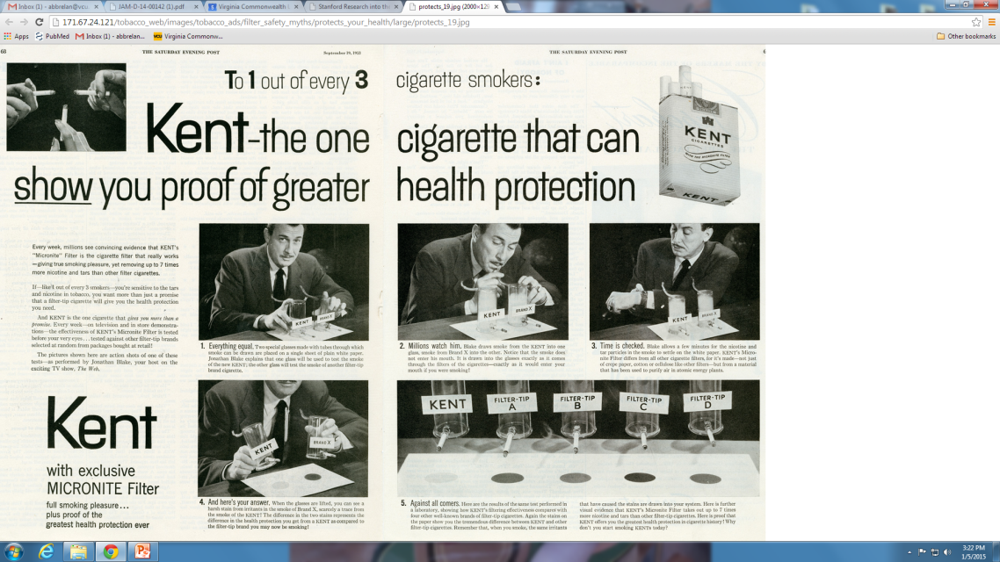 Inbox (1) - abbrelan@vcu
JAM-D-14-00142 (1).pdf
Virginia Commonwealth
Stanford Research into the
protects_19.jpg (2000×129
171.67.24.121/tobacco_web/images/tobacco_ads/filter_safety_myths/protects_your_health/large/protects_19.jpg
Apps
PubMed
Inbox (1) - abbrelan...
Virginia Commonw...
Other bookmarks
68
THE SATURDAY EVENING POST
September 19, 1953
THE SATURDAY EVENING POST
To 1 out of every 3 cigarette smokers:
Kent-the one cigarette that can
show you proof of greater health protection
KENT
CIGARETTES
KENT
Every week, millions see convincing evidence that KENT's
"Micronite" Filter is the cigarette filter that really works
—giving true smoking pleasure, yet removing up to 7 times
more nicotine and tars than other filter cigarettes.
If—like 1 out of every 3 smokers—you're sensitive to the tars
and nicotine in tobacco, you want more than just a promise
that a filter-tip cigarette will give you the health protection
you need.
And KENT is the one cigarette that gives you more than a
promise. Every week—on television and in store demonstra-
tions—the effectiveness of KENT's Micronite Filter is tested
before your very eyes... tested against other filter-tip brands
selected at random from packages bought at retail!
The pictures shown here are action shots of one of those
tests—as performed by Jonathan Blake, your host on the
exciting TV show, The Web,
KENT
BRAND X
1. Everything equal. Two special glasses made with tubes through which
smoke can be drawn are placed on a single sheet of plain white paper.
Jonathan Blake explains that one glass will be used to test the smoke
of the new KENT; the other glass will test the smoke of another filter-tip
brand cigarette.
KENT
BRAND X
2. Millions watch him. Blake draws smoke from the KENT into one
glass, smoke from Brand X into the other. Notice that the smoke does
not enter his mouth. It is drawn into the glasses exactly as it comes
through the filters of the cigarettes—exactly as it would enter your
mouth if you were smoking!
KENT
BRAND X
3. Time is checked. Blake allows a few minutes for the nicotine and
tar particles in the smoke to settle on the white paper. KENT's Micro-
nite Filter differs from all other cigarette filters, for it's made—not just
of crepe paper, cotton or cellulose like other filters—but from a material
that has been used to purify air in atomic energy plants.
Kent
with exclusive
MICRONITE Filter
full smoking pleasure...
plus proof of the
greatest health protection ever
KENT
BRAND X
4. And here's your answer. When the glasses are lifted, you can see a
harsh stain from irritants in the smoke of Brand X, scarcely a trace from
the smoke of the KENT! The difference in the two stains represents the
difference in the health protection you get from a KENT as compared to
the filter-tip brand you may now be smoking!
KENT
FILTER-TIP A
FILTER-TIP B
FILTER-TIP C
FILTER-TIP D
5. Against all comers. Here are the results of the same test performed in
a laboratory, showing how KENT's filtering effectiveness compared with
four other well-known brands of filter-tip cigarettes. Again the stains on
the paper show you the tremendous difference between KENT and other
filter-tip cigarettes. Remember that, when you smoke, the same irritants
that have caused the stains are drawn into your system. Here is further
visual evidence that KENT's Micronite Filter takes out up to 7 times
more nicotine and tars than other filter-tip cigarettes. Here is proof that
KENT offers you the greatest health protection in cigarette history! Why
don't you start smoking KENTs today?
3:22 PM
1/5/2015